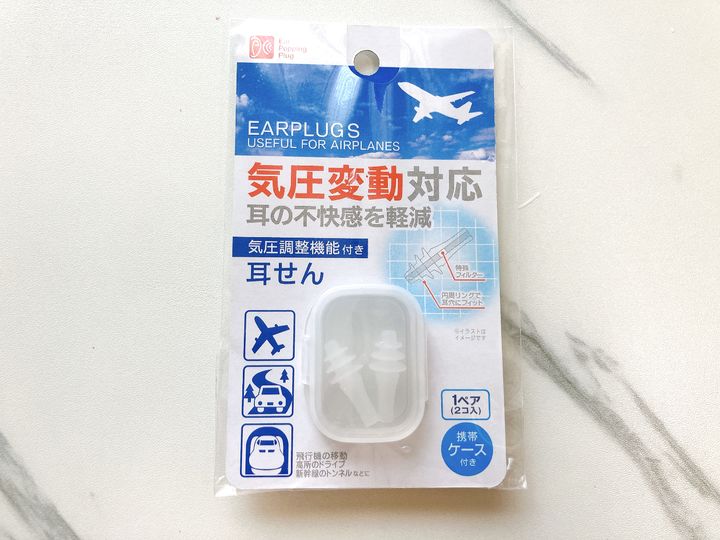 Ear
Popping
Plug
EARPLUGS
USEFUL FOR AIRPLANES
気圧変動対応
耳の不快感を軽減
気圧調整機能付き
耳せん
特殊
フィルター
円周リングで
耳穴にフィット
※イラストは
イメージです
1ペア
(2コ入)
携帯
ケース
付き
飛行機の移動
高所のドライブ
新幹線のトンネルなどに